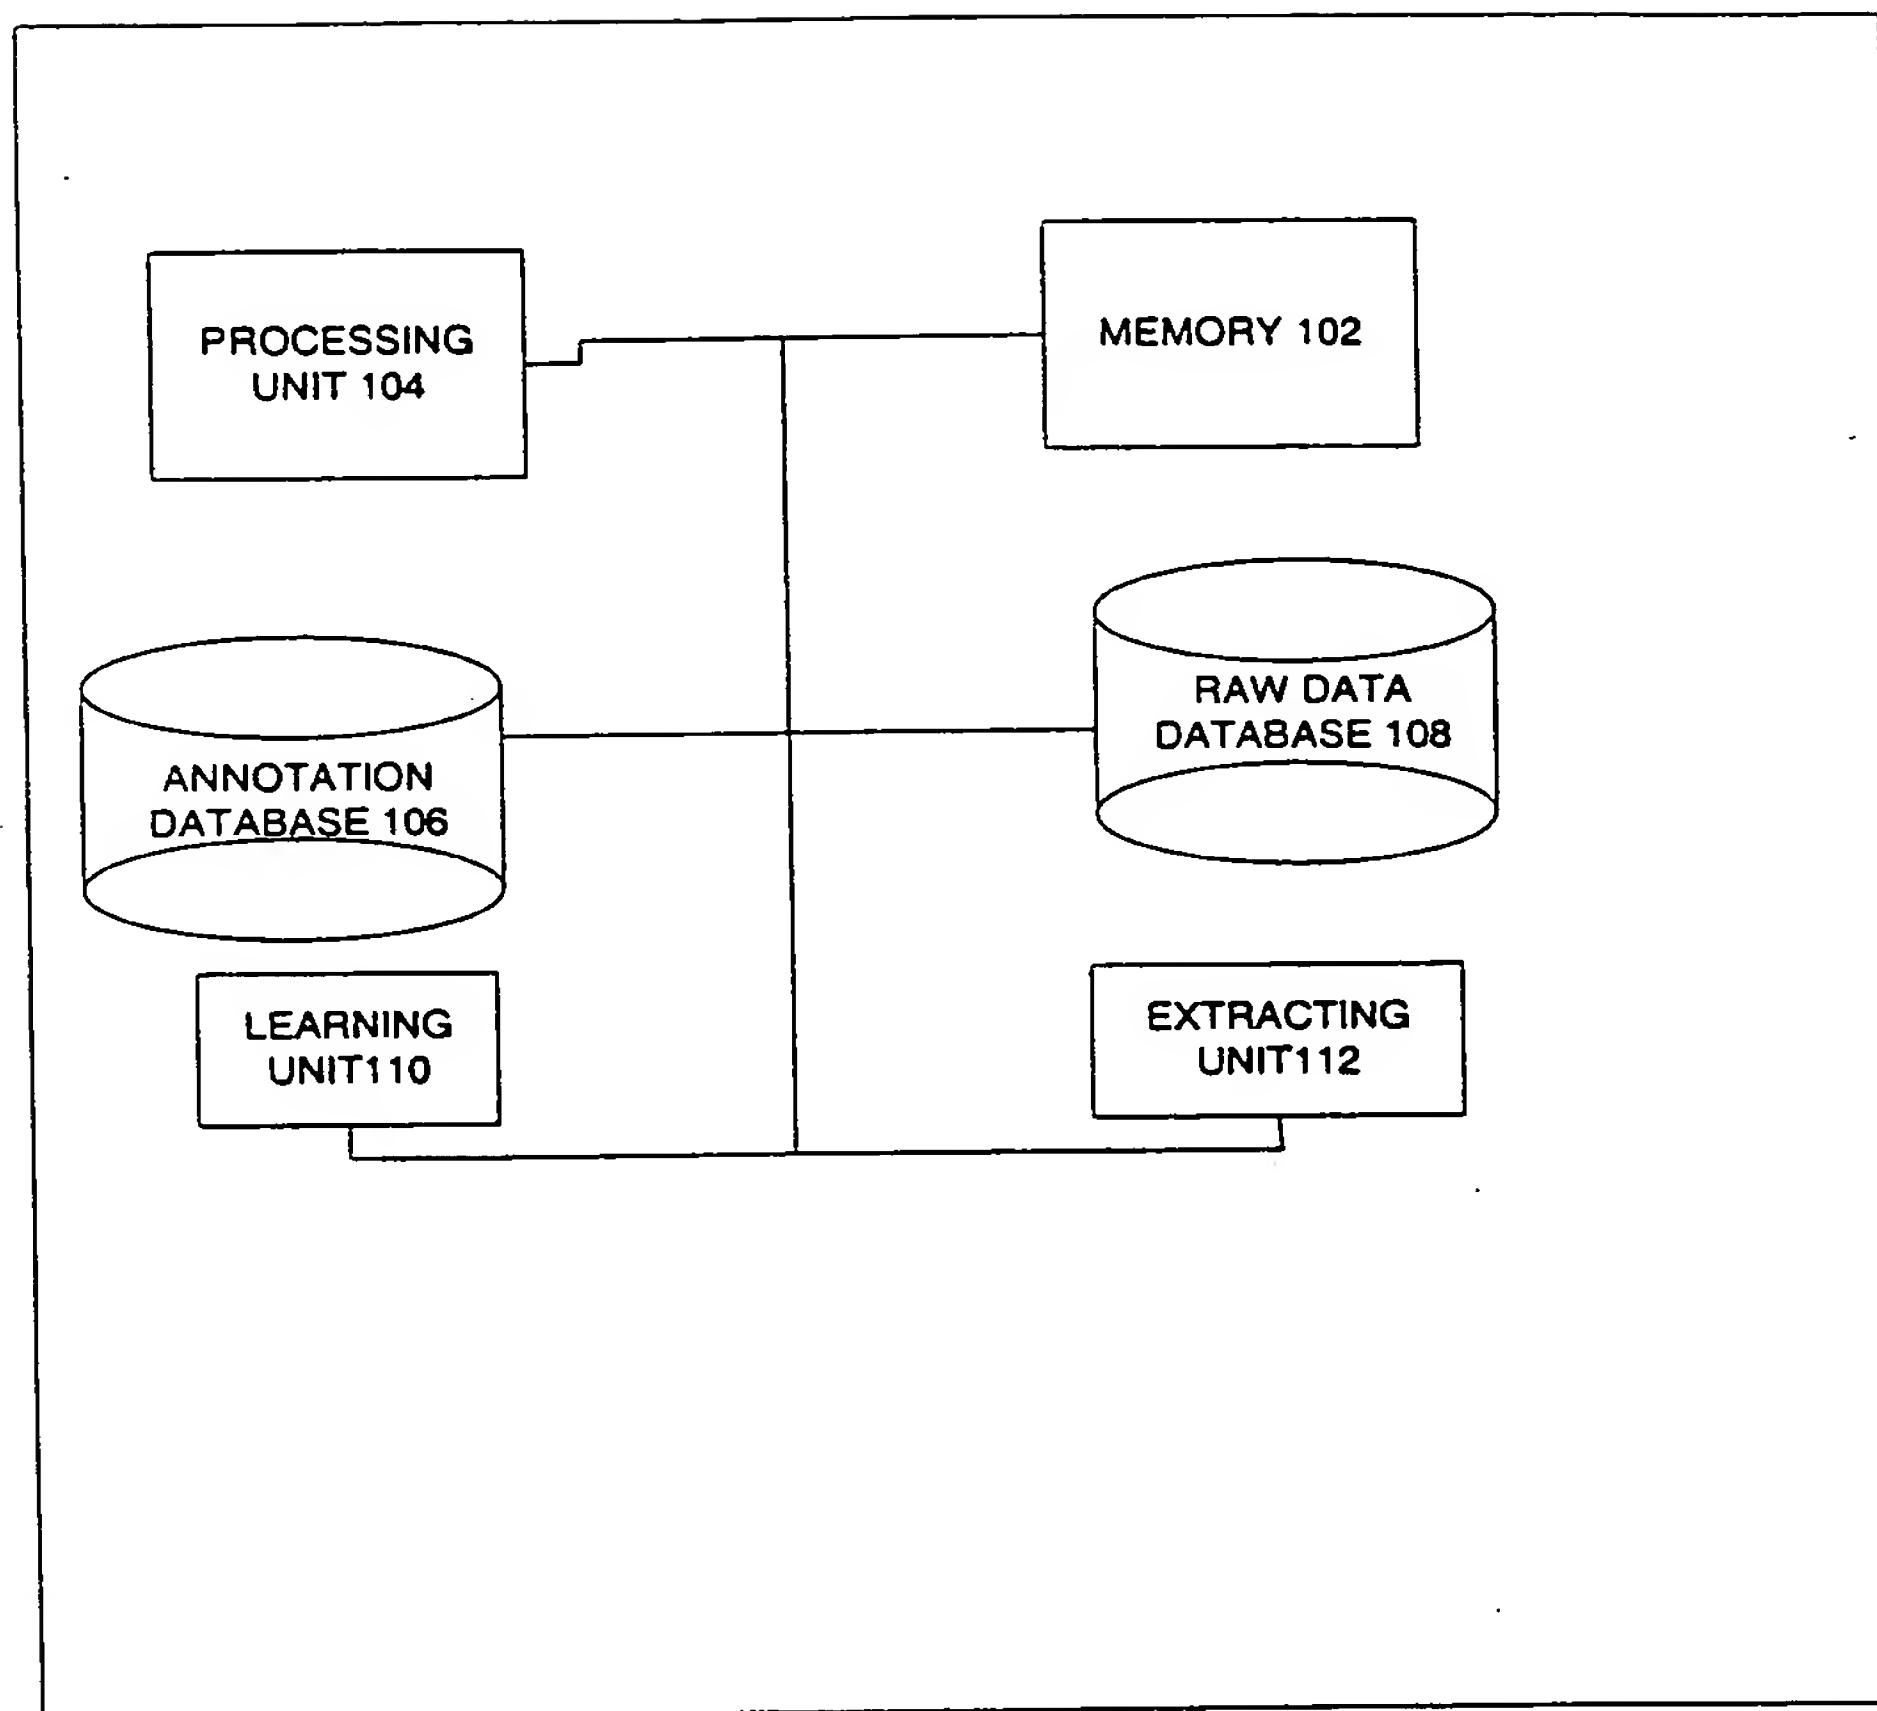 PROCESSING
UNIT 104
MEMORY 102
RAW DATA
DATABASE 108
ANNOTATION
DATABASE 106
LEARNING
UNIT110
EXTRACTING
UNIT112